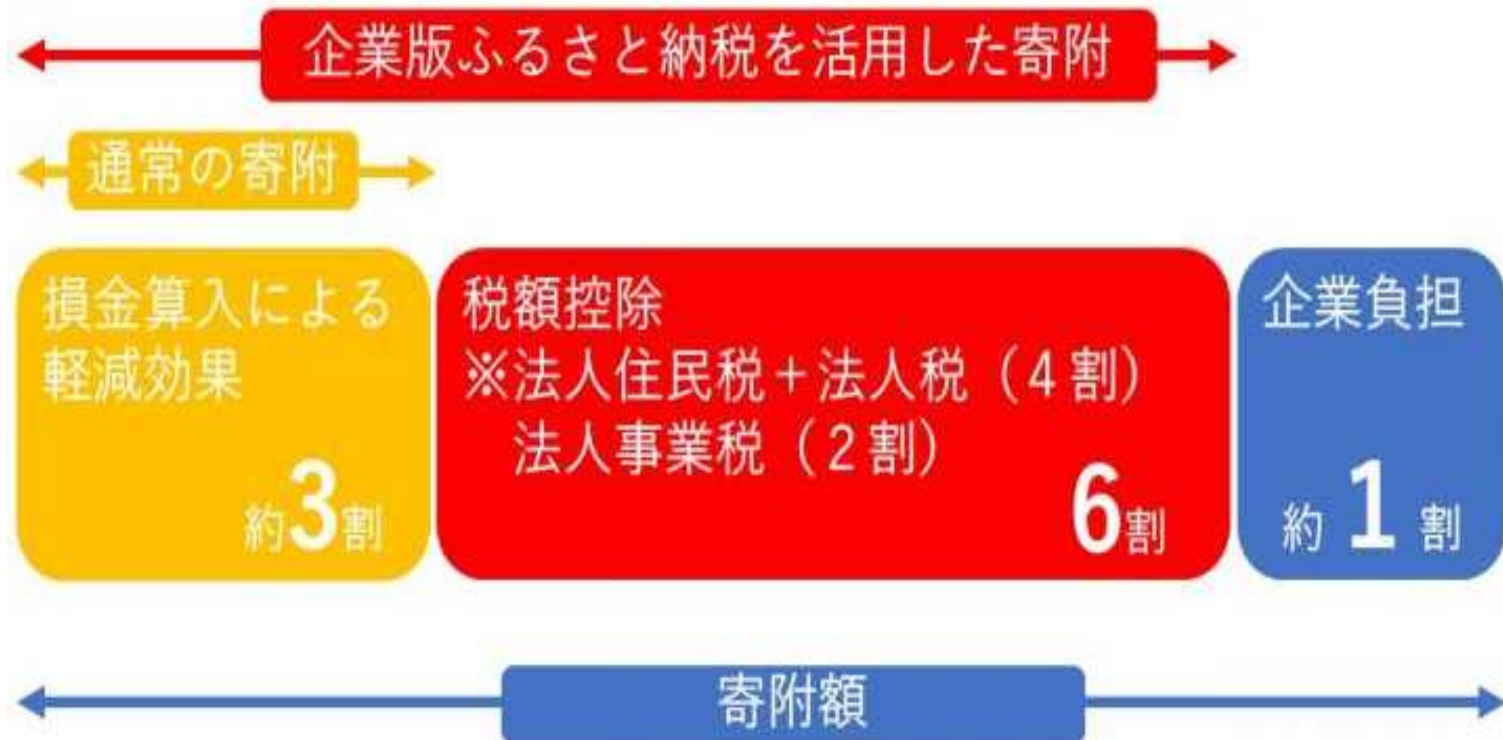 企業版ふるさと納税を活用した寄附
通常の寄附
損金算入による
軽減効果
約3割
税額控除
※法人住民税＋法人税（４割）
法人事業税（２割）
6割
企業負担
約 1 割
寄附額